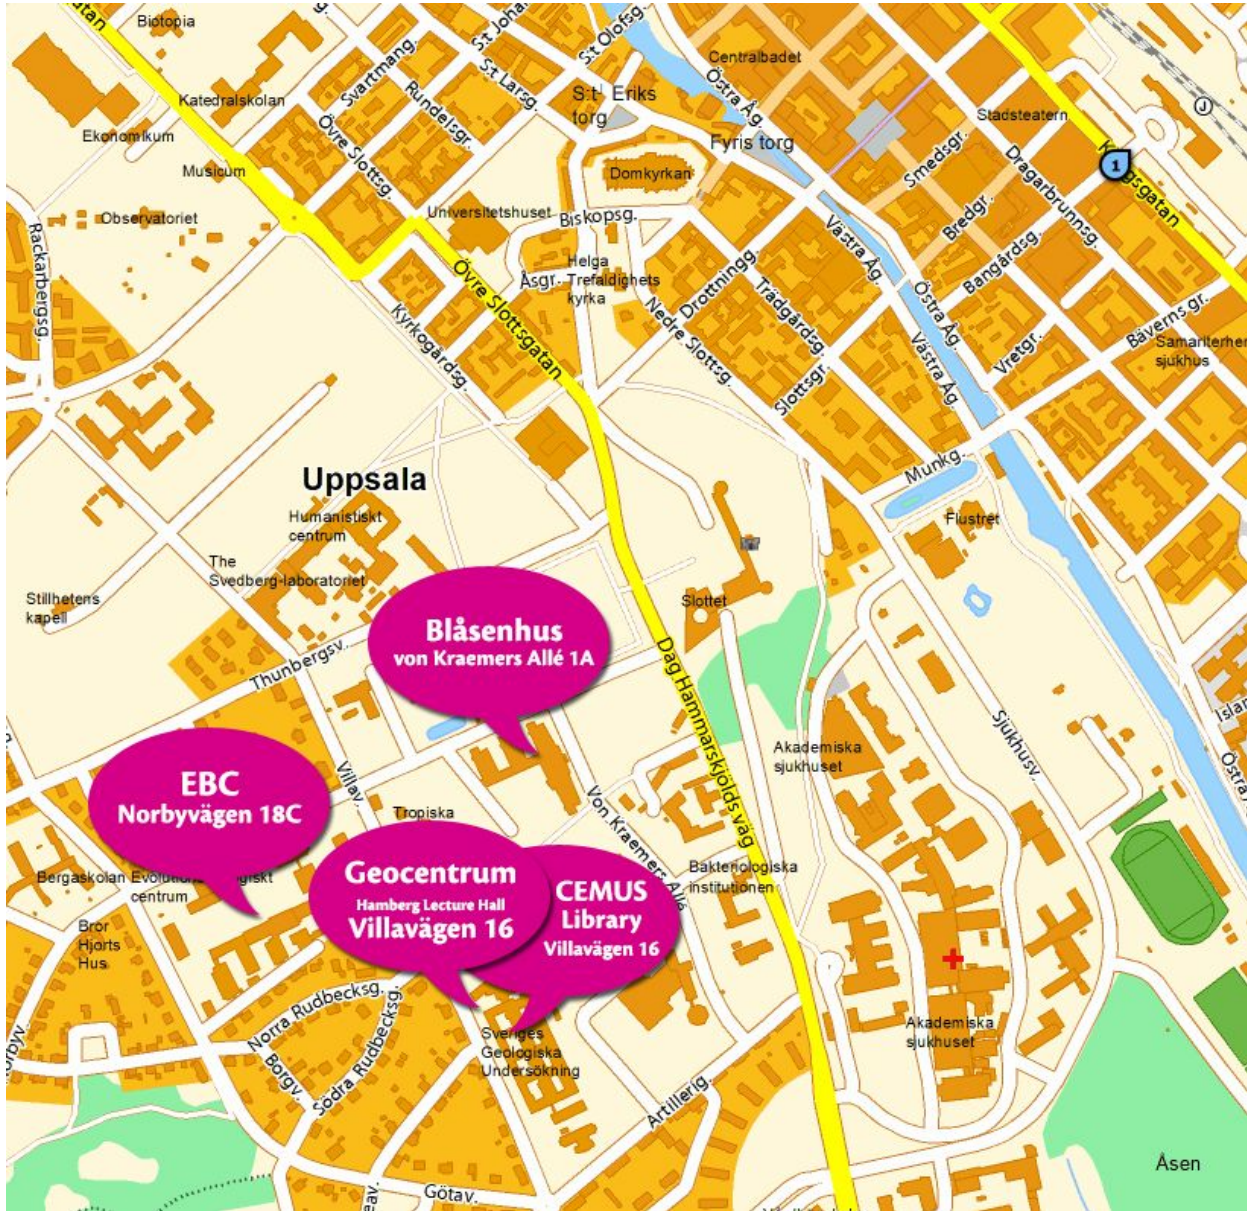 Biotopia
Svartmang.
S:t Olofsg.
S:t Larsg.
Rundelsgr.
Katedralskolan
Ekonomikum
Övre Slottsg.
Musicum
S:t Eriks
torg
Östra Åg.
Centralbadet
Fyris torg
Stadsteatern
J
1
Kungsgatan
Smedsgr.
Dragarbrunnsg.
Bredgr.
Bangårdsg.
Domkyrkan
Observatoriet
Rackarbergsg.
Universitetshuset
Biskopsg.
Västra Åg.
Helga
Trefaldighets
kyrka
Åsgr.
Övre Slottsgatan
Kyrkogårdsg.
Drottningg.
Trädgårdsg.
Nedre Slottsg.
Slottsgr.
Östra Åg.
Västra Åg.
Vretgr.
Bäverns gr.
sjukhus
Munkg.
Flustret
Uppsala
Humanistiskt
centrum
The
Svedberg-laboratoriet
Stillhetens
kapell
Thunbergsv.
Slottet
Blåsenhus
von Kraemers Allé 1A
Dag Hammarskjölds väg
Sjukhusv.
Akademiska
sjukhuset
EBC
Norbyvägen 18C
Villav.
Tropiska
Von Kraemers Allé
Bakteriologiska
institutionen
Geocentrum
Hamberg Lecture Hall
Villavägen 16
CEMUS
Library
Villavägen 16
Bergaskolan
centrum
Bror
Hjorts
Hus
Norra Rudbecksg.
Södra Rudbecksg.
Borgv.
Sveriges
Geologiska
Undersökning
Akademiska
sjukhuset
Artillerig.
Götav.
Åsen